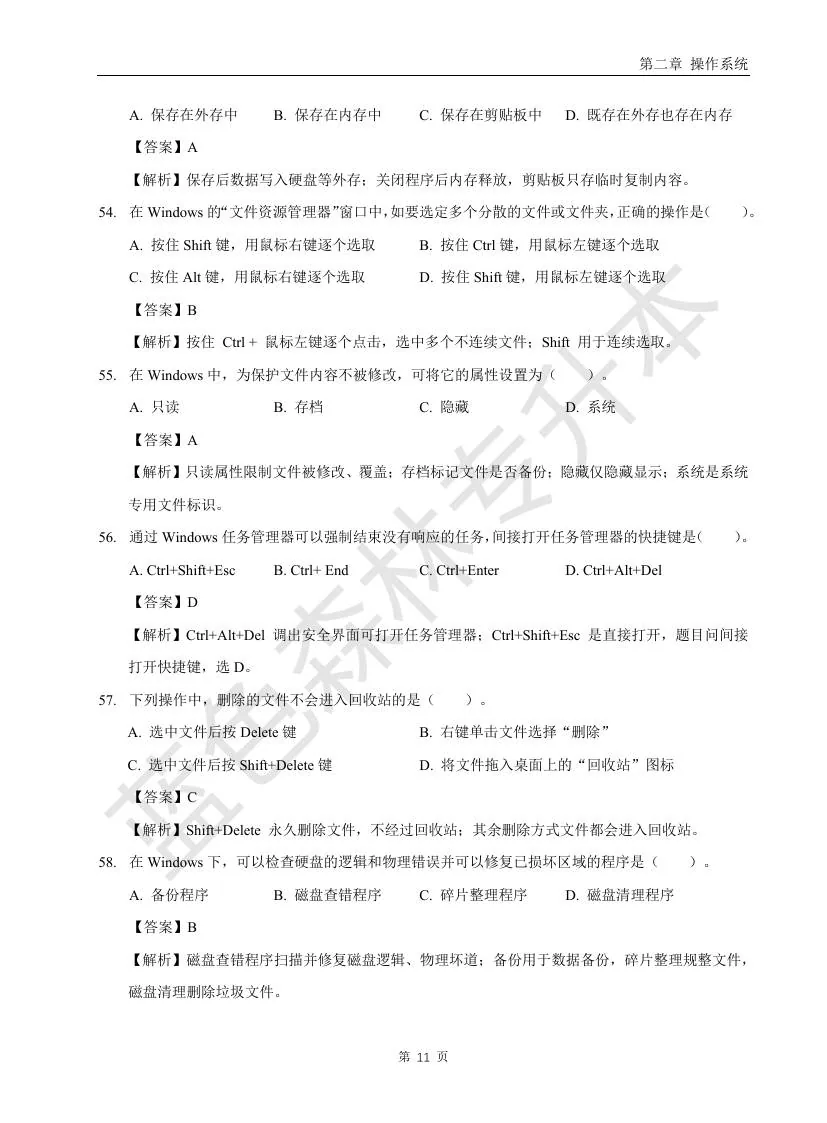 第二章 操作系统
A. 保存在外存中 B. 保存在内存中 C. 保存在剪贴板中 D. 既存在外存也存在内存
【答案】A
【解析】保存后数据写入硬盘等外存；关闭程序后内存释放，剪贴板只存临时复制内容。
54. 在 Windows 的“文件资源管理器”窗口中,如要选定多个分散的文件或文件夹,正确的操作是（ ）。
A. 按住 Shift 键，用鼠标右键逐个选取 B. 按住 Ctrl 键，用鼠标左键逐个选取
C. 按住 Alt 键，用鼠标右键逐个选取 D. 按住 Shift 键，用鼠标左键逐个选取
【答案】B
【解析】按住 Ctrl + 鼠标左键逐个点击，选中多个不连续文件；Shift 用于连续选取。
55. 在 Windows 中，为保护文件内容不被修改，可将它的属性设置为（ ）。
A. 只读 B. 存档 C. 隐藏 D. 系统
【答案】A
【解析】只读属性限制文件被修改、覆盖；存档标记文件是否备份；隐藏仅隐藏显示；系统是系统
专用文件标识。
56. 通过 Windows 任务管理器可以强制结束没有响应的任务,间接打开任务管理器的快捷键是（ ）。
A. Ctrl+Shift+Esc B. Ctrl+ End C. Ctrl+Enter D. Ctrl+Alt+Del
【答案】D
【解析】Ctrl+Alt+Del 调出安全界面可打开任务管理器；Ctrl+Shift+Esc 是直接打开，题目问间接
打开快捷键，选 D。
57. 下列操作中，删除的文件不会进入回收站的是（ ）。
A. 选中文件后按 Delete 键 B. 右键单击文件选择“删除”
C. 选中文件后按 Shift+Delete 键 D. 将文件拖入桌面上的“回收站”图标
【答案】C
【解析】Shift+Delete 永久删除文件，不经过回收站；其余删除方式文件都会进入回收站。
58. 在 Windows 下，可以检查硬盘的逻辑和物理错误并可以修复已损坏区域的程序是（ ）。
A. 备份程序 B. 磁盘查错程序 C. 碎片整理程序 D. 磁盘清理程序
【答案】B
【解析】磁盘查错程序扫描并修复磁盘逻辑、物理坏道；备份用于数据备份，碎片整理规整文件，
磁盘清理删除垃圾文件。
第 11 页
蓝色森林专升本